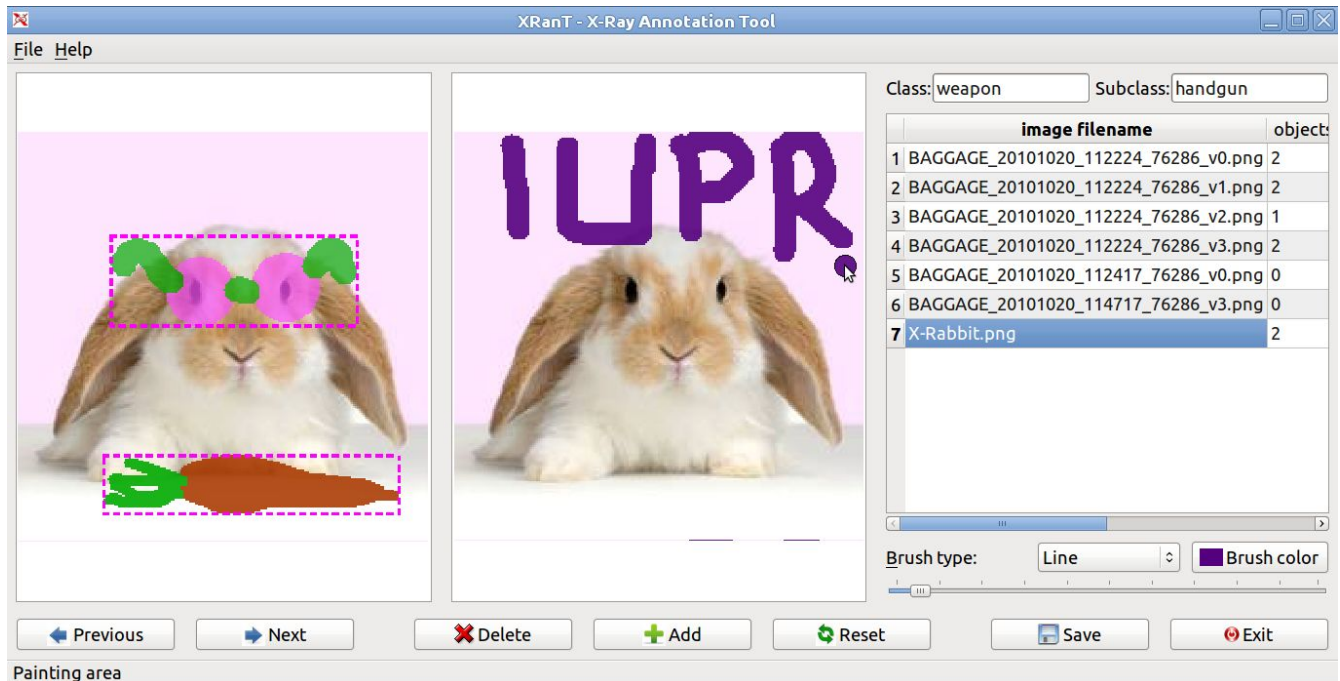 XRanT - X-Ray Annotation Tool
File Help
IUPR
Class: weapon Subclass: handgun
image filename objects
1 BAGGAGE_20101020_112224_76286_v0.png 2
2 BAGGAGE_20101020_112224_76286_v1.png 2
3 BAGGAGE_20101020_112224_76286_v2.png 1
4 BAGGAGE_20101020_112224_76286_v3.png 2
5 BAGGAGE_20101020_112417_76286_v0.png 0
6 BAGGAGE_20101020_114717_76286_v3.png 0
7 X-Rabbit.png 2
Brush type: Line Brush color
Previous Next Delete Add Reset Save Exit
Painting area